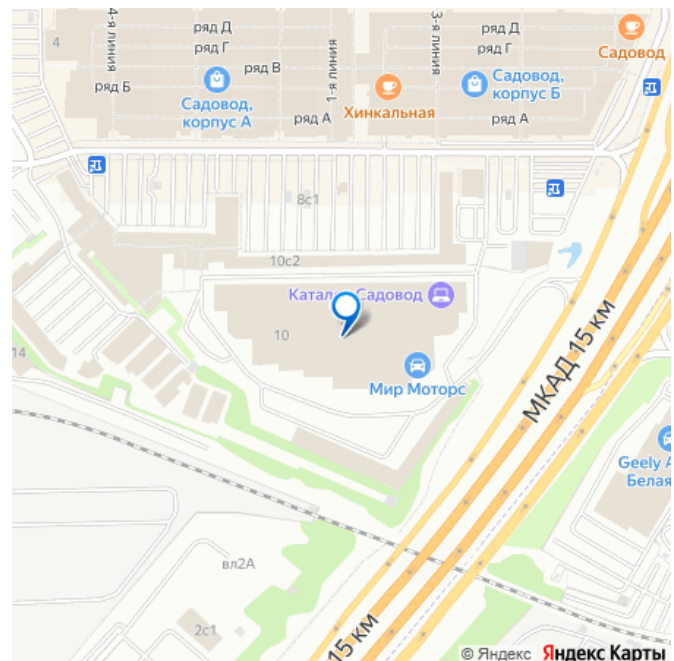 ряд Д
ряд Д
Садовод
4
4-я линия
ряд Г
3-я линия
ряд Г
ряд В
Садовод,
корпус Б
ряд Б
1-я линия
Садовод,
корпус А
Хинкальная
ряд А
ряд А
8с1
10с2
Садовод
10
14
Мир Моторс
МКАД 15 км
Geely
Белая
вл2А
2с1
15 км
© Яндекс Яндекс Карты